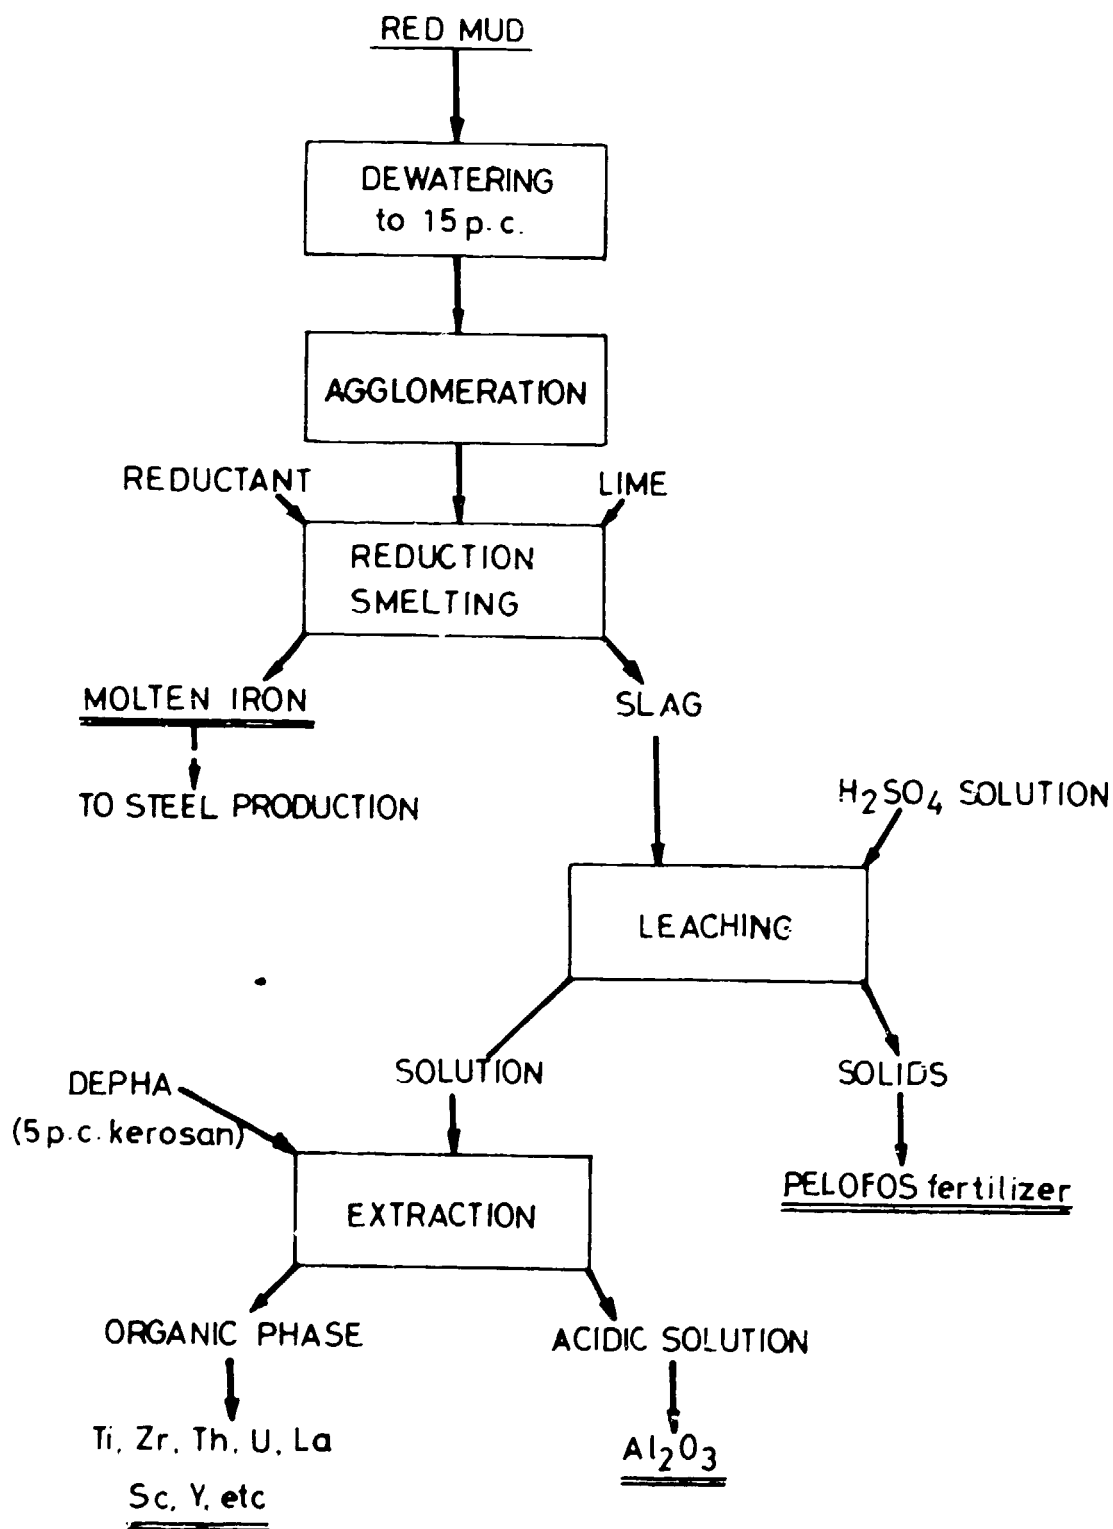 RED MUD
DEWATERING
to 15 p.c.
AGGLOMERATION
REDUCTANT
LIME
REDUCTION
SMELTING
MOLTEN IRON
SLAG
TO STEEL PRODUCTION
H₂SO₄ SOLUTION
LEACHING
SOLUTION
SOLIDS
DEPHA
(5 p.c. kerosan)
PELOFOS fertilizer
EXTRACTION
ORGANIC PHASE
ACIDIC SOLUTION
Ti, Zr, Th, U, La
Al₂O₃
Sc, Y, etc